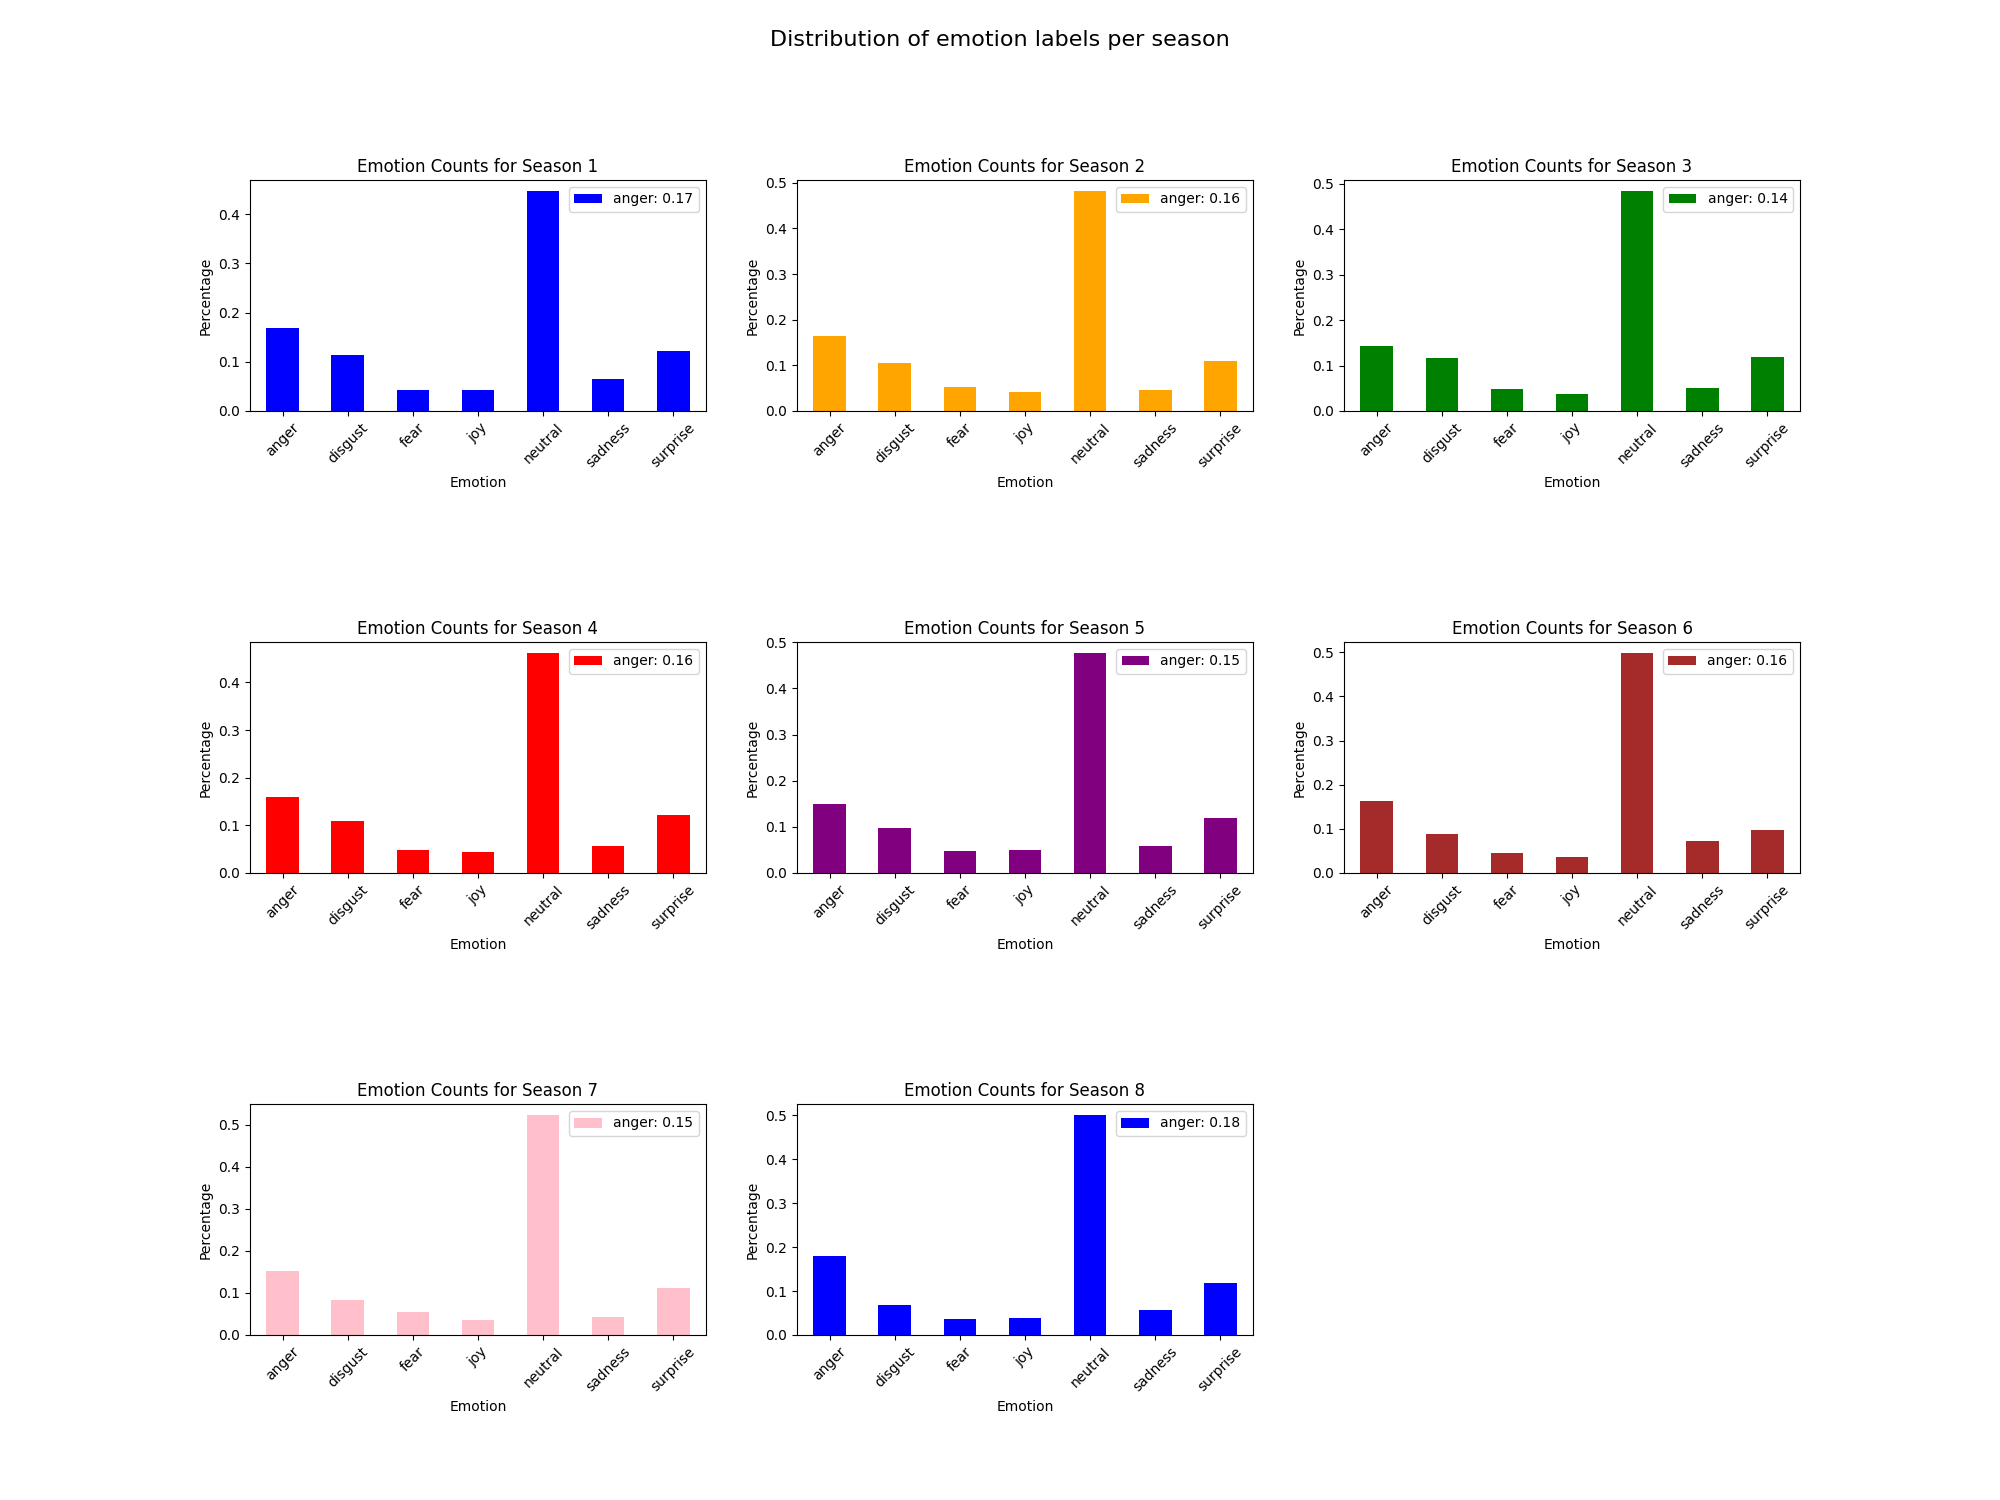 Distribution of emotion labels per season
Emotion Counts for Season 1
anger: 0.17
Percentage
0.4
0.3
0.2
0.1
0.0
anger
disgust
fear
joy
neutral
sadness
surprise
Emotion
Emotion Counts for Season 2
anger: 0.16
Percentage
0.5
0.4
0.3
0.2
0.1
0.0
anger
disgust
fear
joy
neutral
sadness
surprise
Emotion
Emotion Counts for Season 3
anger: 0.14
Percentage
0.5
0.4
0.3
0.2
0.1
0.0
anger
disgust
fear
joy
neutral
sadness
surprise
Emotion
Emotion Counts for Season 4
anger: 0.16
Percentage
0.4
0.3
0.2
0.1
0.0
anger
disgust
fear
joy
neutral
sadness
surprise
Emotion
Emotion Counts for Season 5
anger: 0.15
Percentage
0.5
0.4
0.3
0.2
0.1
0.0
anger
disgust
fear
joy
neutral
sadness
surprise
Emotion
Emotion Counts for Season 6
anger: 0.16
Percentage
0.5
0.4
0.3
0.2
0.1
0.0
anger
disgust
fear
joy
neutral
sadness
surprise
Emotion
Emotion Counts for Season 7
anger: 0.15
Percentage
0.5
0.4
0.3
0.2
0.1
0.0
anger
disgust
fear
joy
neutral
sadness
surprise
Emotion
Emotion Counts for Season 8
anger: 0.18
Percentage
0.5
0.4
0.3
0.2
0.1
0.0
anger
disgust
fear
joy
neutral
sadness
surprise
Emotion